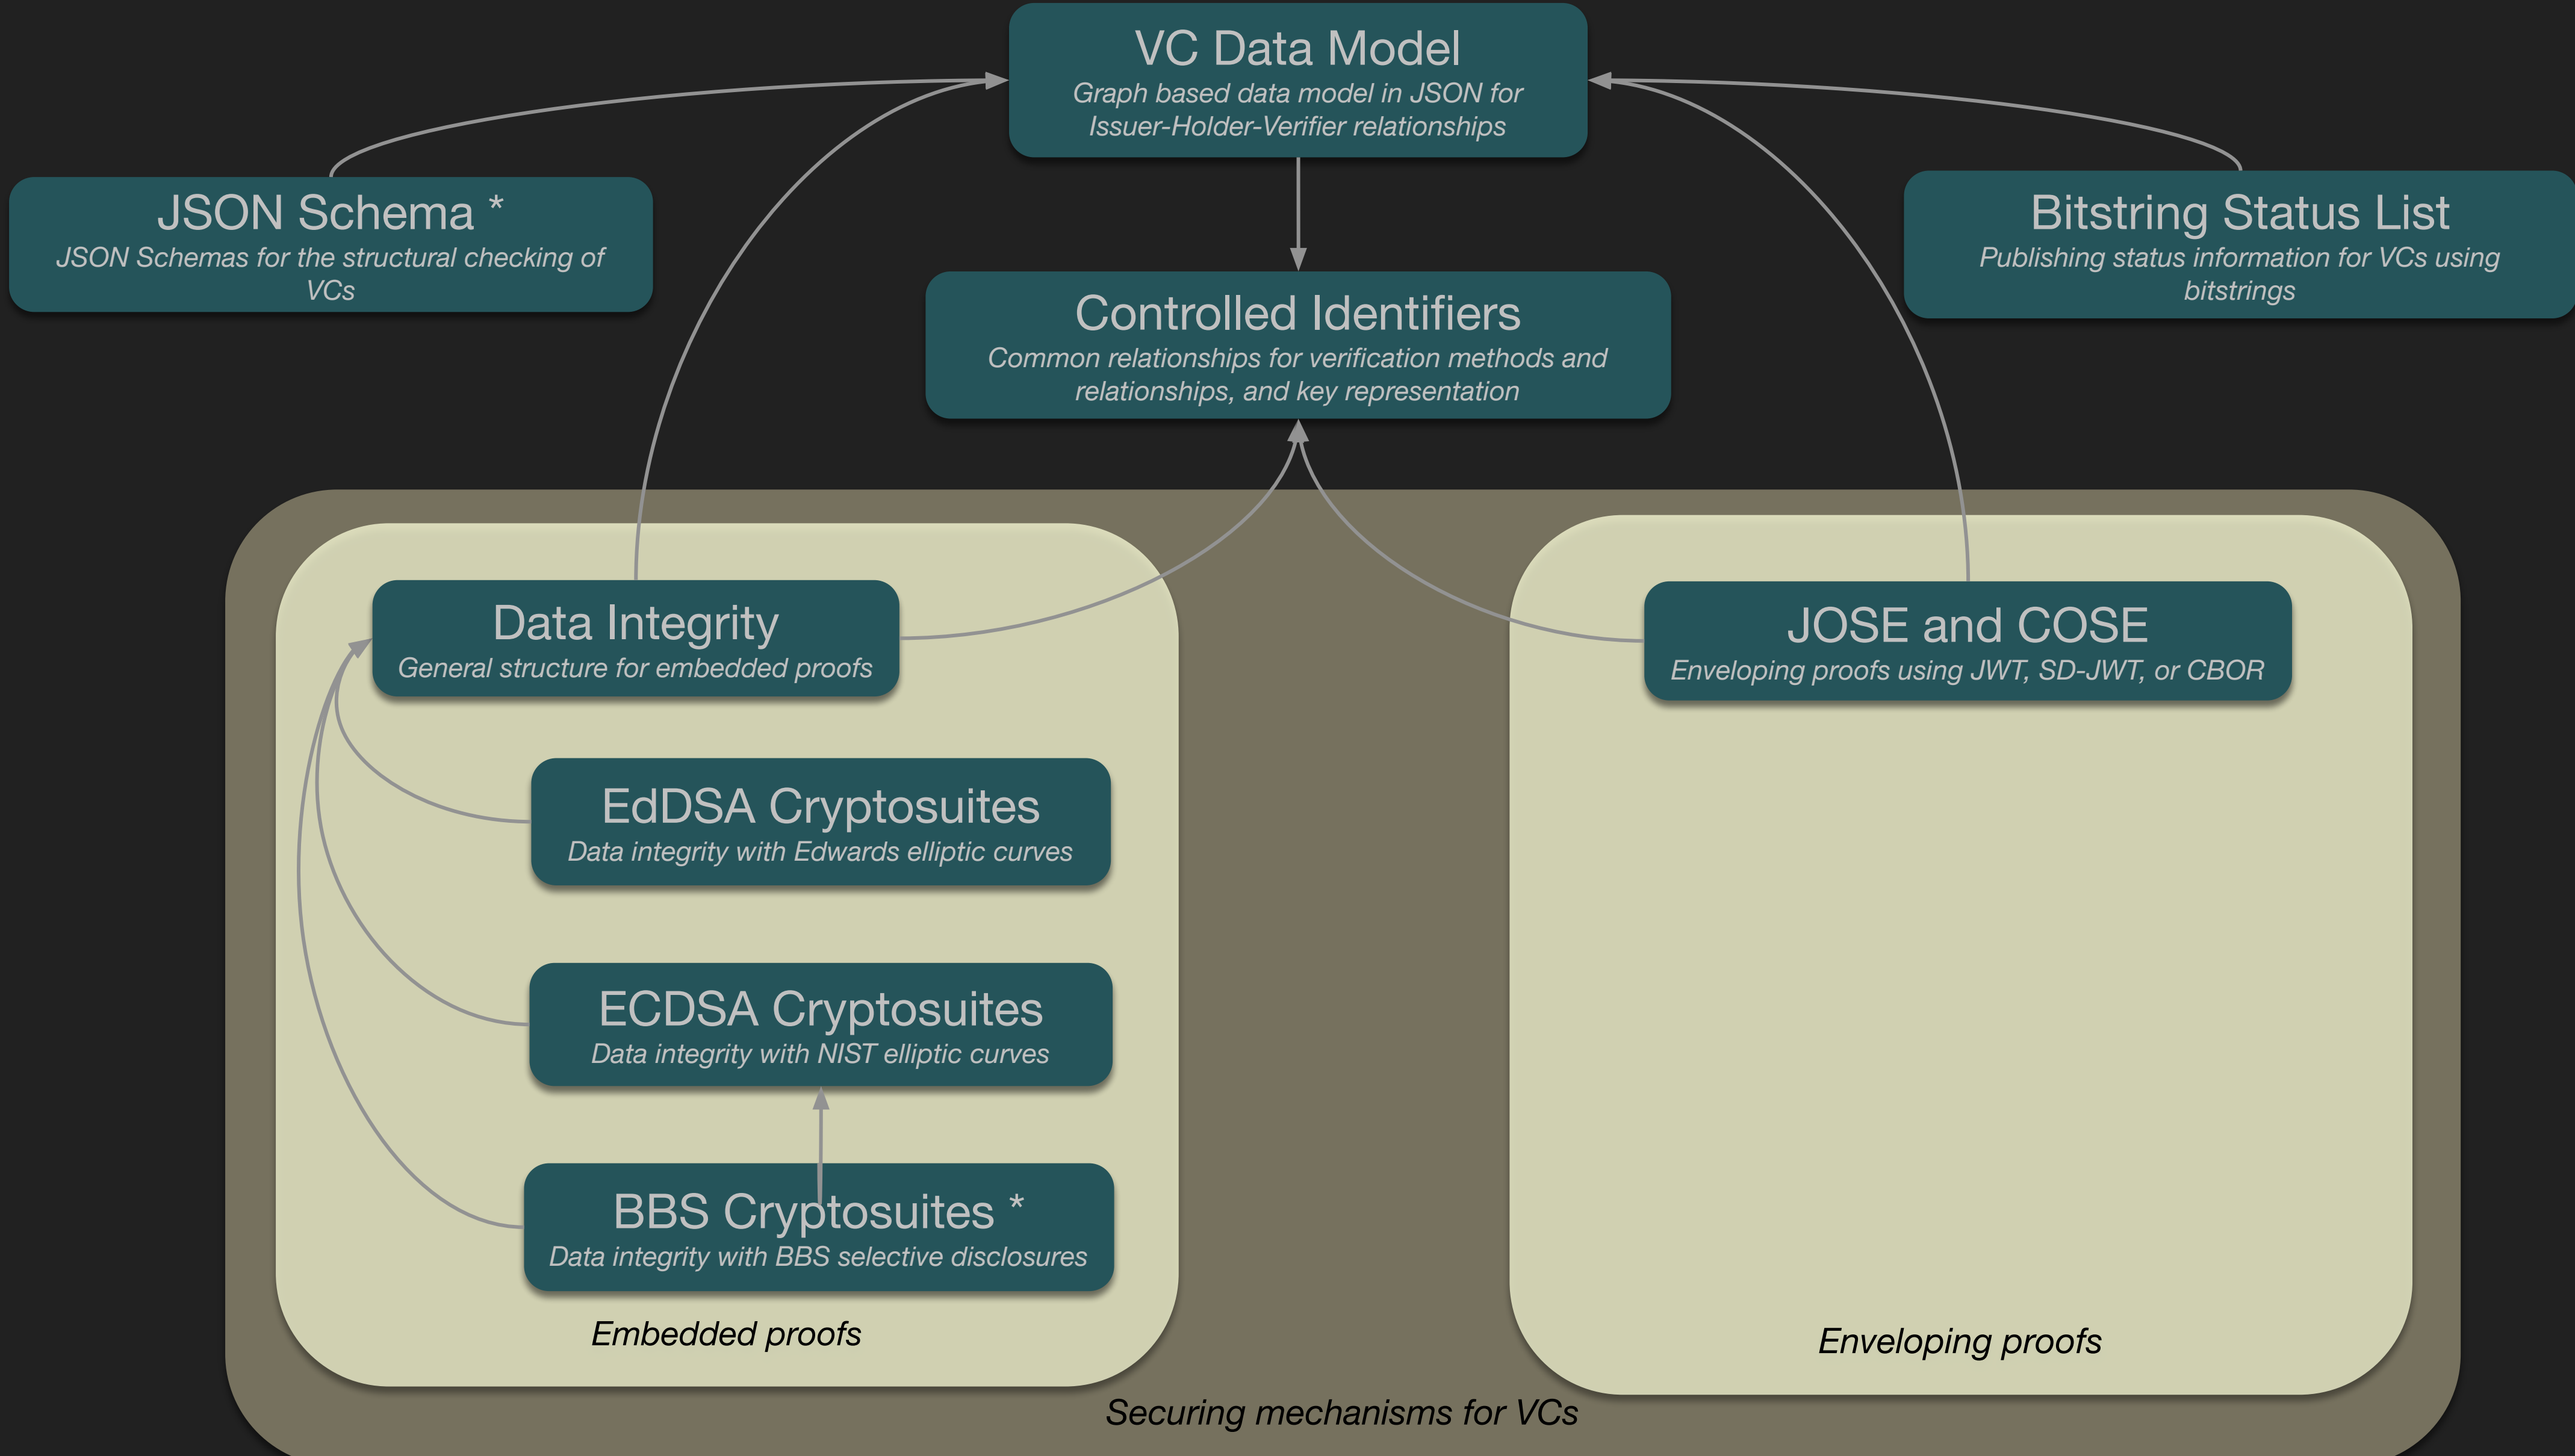 VC Data Model
Graph based data model in JSON for
Issuer-Holder-Verifier relationships
JSON Schema *
JSON Schemas for the structural checking of
VCs
Bitstring Status List
Publishing status information for VCs using
bitstrings
Controlled Identifiers
Common relationships for verification methods and
relationships, and key representation
Data Integrity
General structure for embedded proofs
JOSE and COSE
Enveloping proofs using JWT, SD-JWT, or CBOR
EdDSA Cryptosuites
Data integrity with Edwards elliptic curves
ECDSA Cryptosuites
Data integrity with NIST elliptic curves
BBS Cryptosuites *
Data integrity with BBS selective disclosures
Embedded proofs
Enveloping proofs
Securing mechanisms for VCs